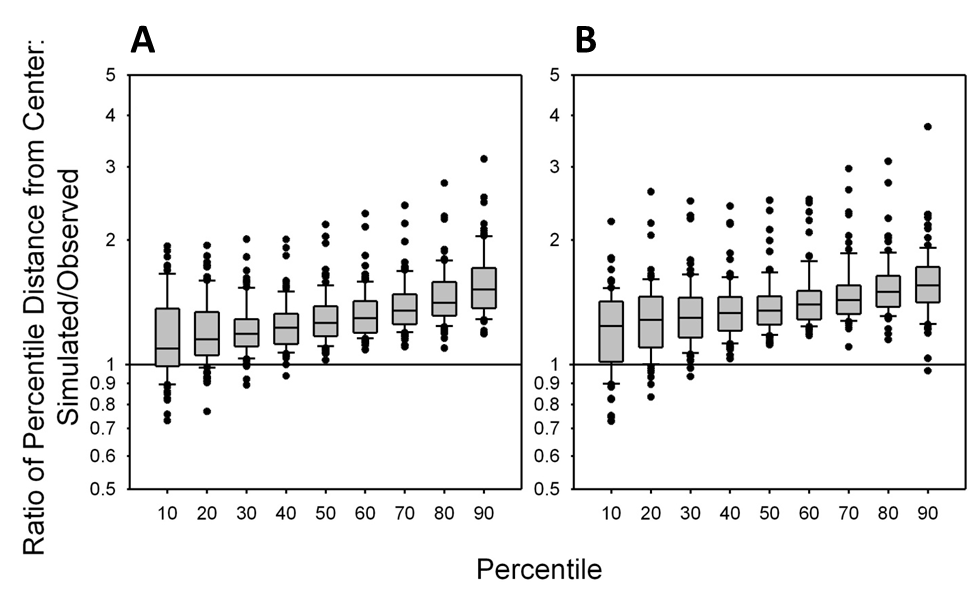 A
B
Ratio of Percentile Distance from Center:
Simulated/Observed
5
4
3
2
1
0.9
0.8
0.7
0.6
0.5
10 20 30 40 50 60 70 80 90
5
4
3
2
1
0.9
0.8
0.7
0.6
0.5
10 20 30 40 50 60 70 80 90
Percentile